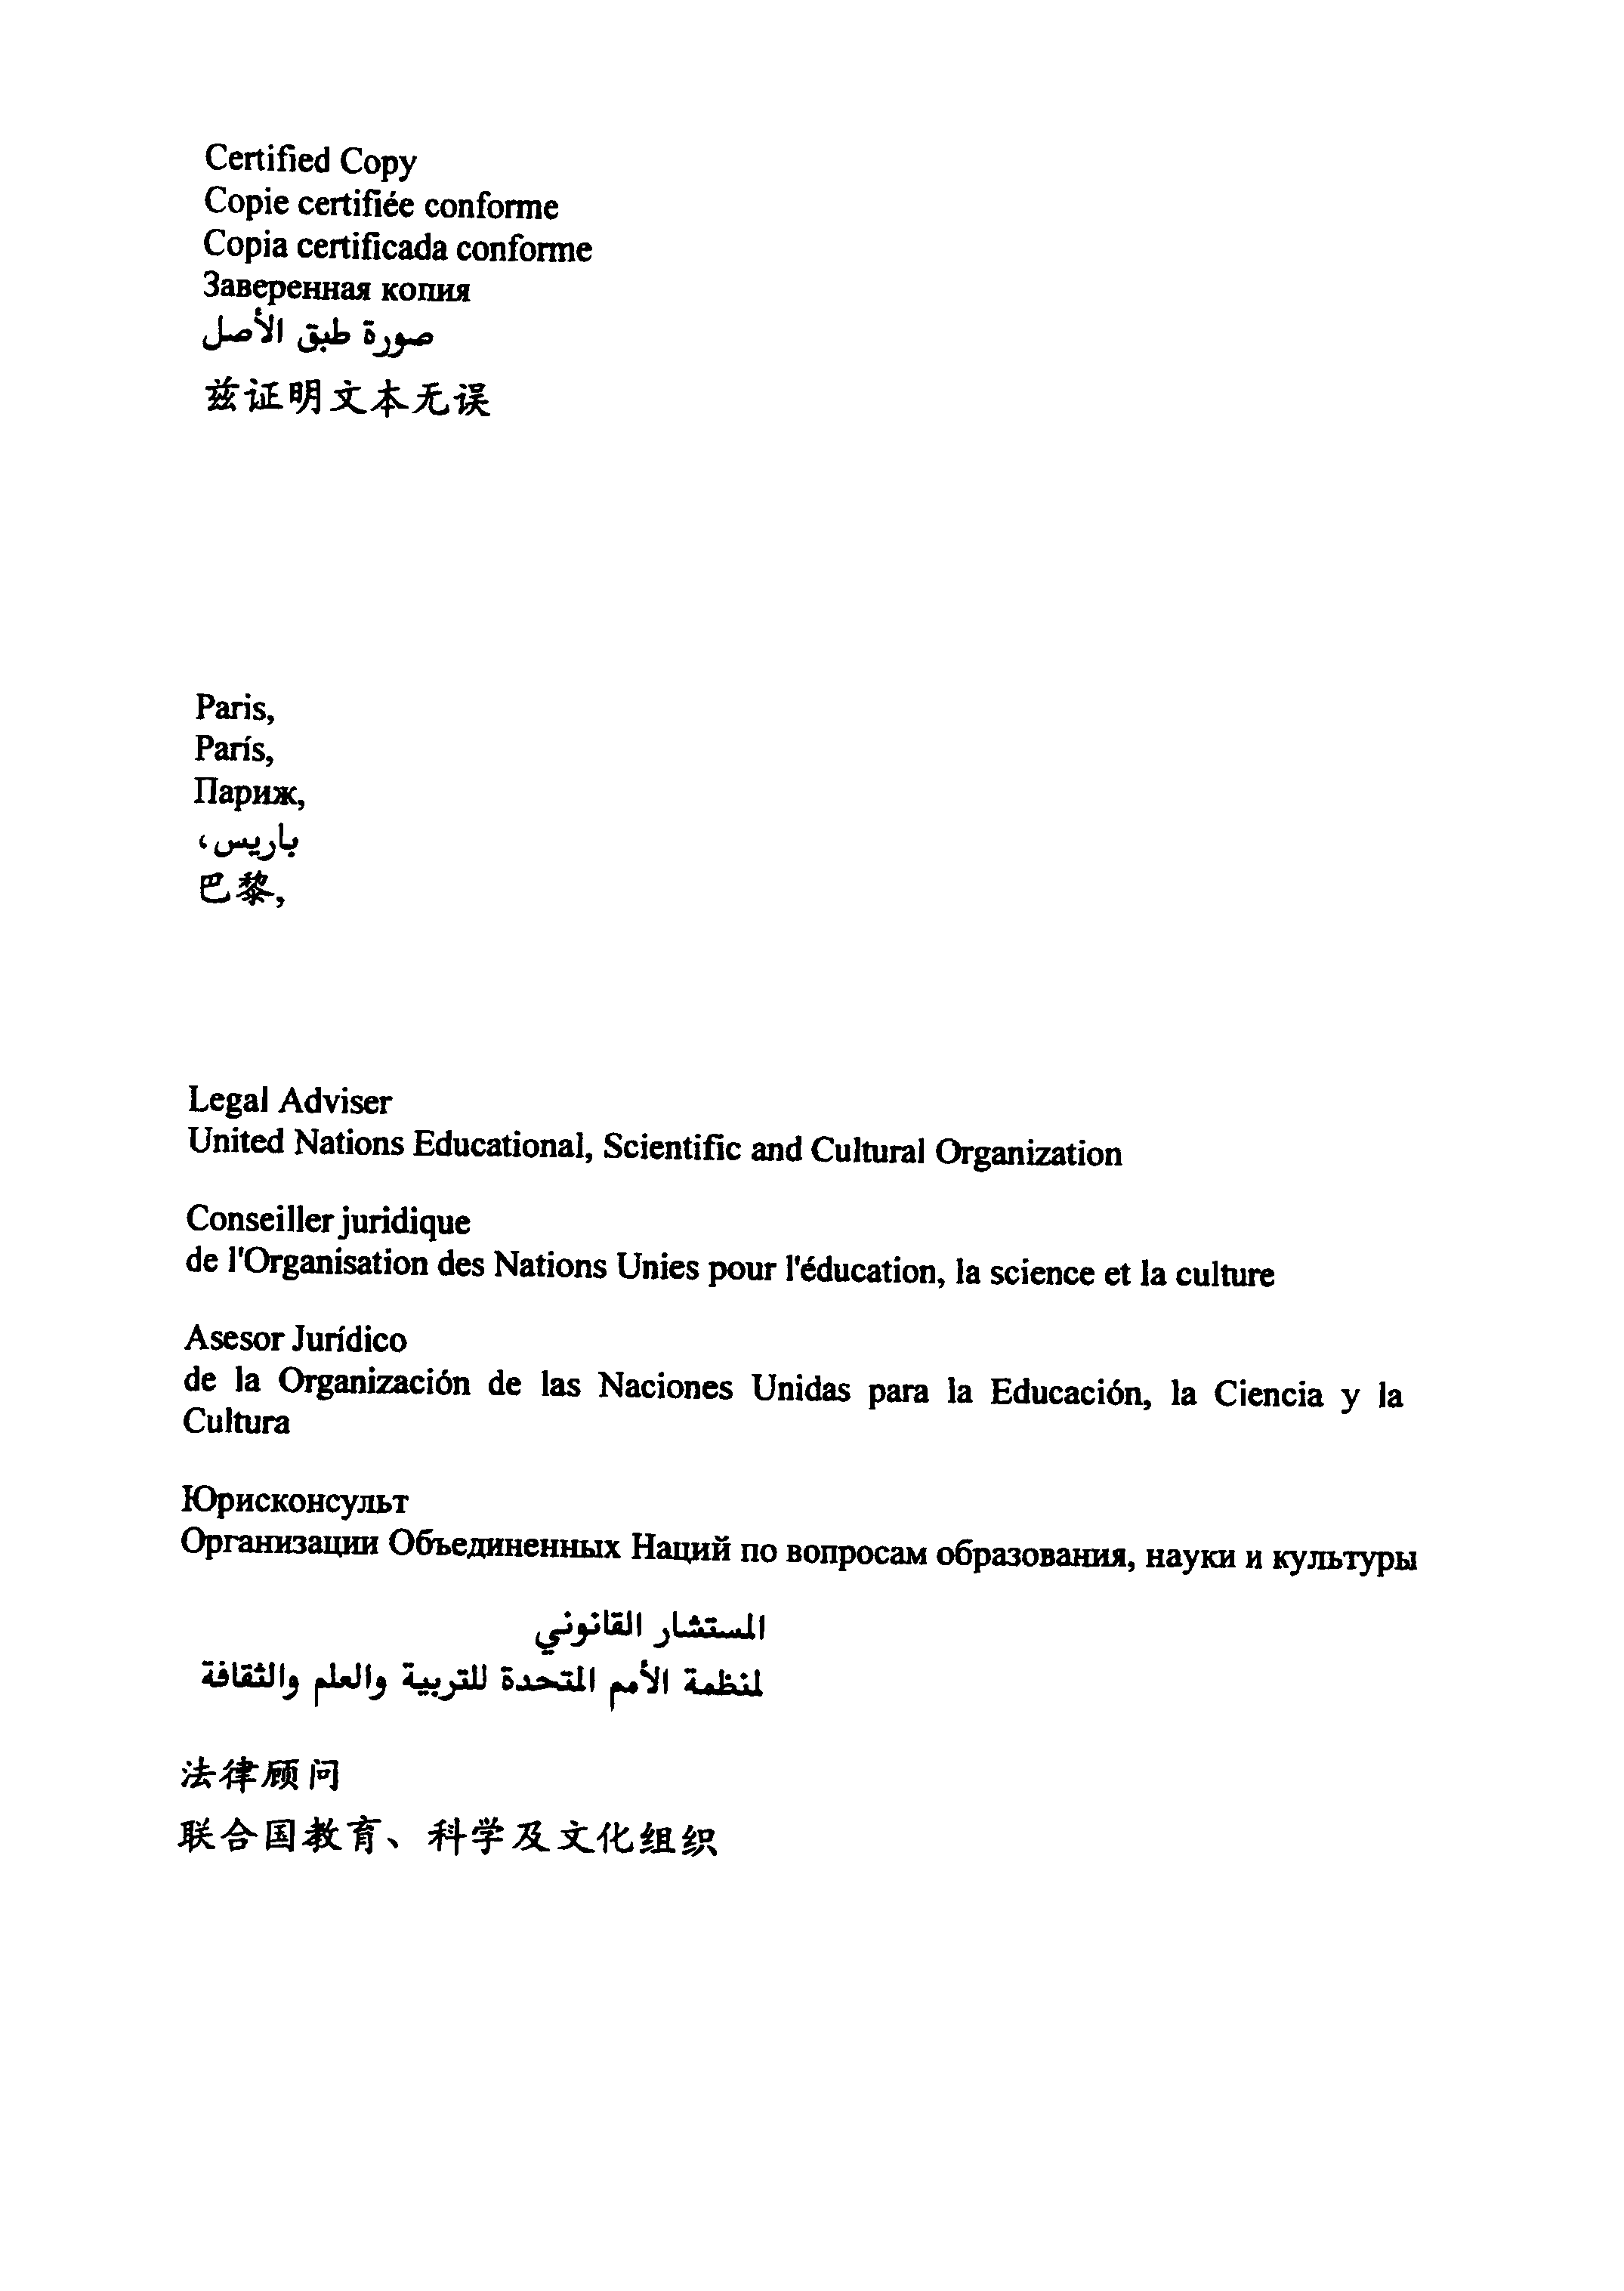 Certified Copy
Copie certifiée conforme
Copia certificada conforme
Заверенная копия
صورة طبق الأصل
兹证明文本无误
Paris,
París,
Париж,
باريس،
巴黎,
Legal Adviser
United Nations Educational, Scientific and Cultural Organization
Conseiller juridique
de l'Organisation des Nations Unies pour l'éducation, la science et la culture
Asesor Jurídico
de la Organización de las Naciones Unidas para la Educación, la Ciencia y la
Cultura
Юрисконсульт
Организации Объединенных Наций по вопросам образования, науки и культуры
المستشار القانوني
لمنظمة الأمم المتحدة للتربية والعلم والثقافة
法律顾问
联合国教育、科学及文化组织